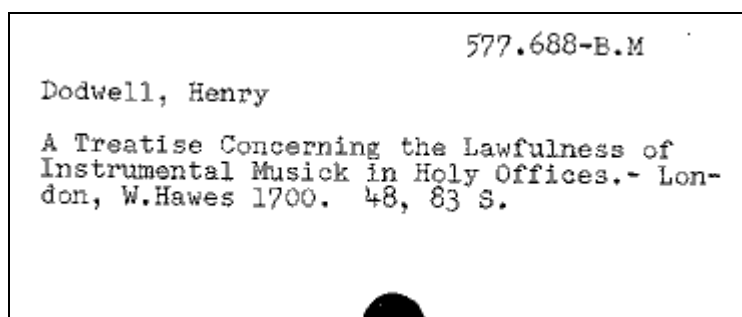 577.688-B.M
Dodwell, Henry
A Treatise Concerning the Lawfulness of
Instrumental Musick in Holy Offices.- Lon-
don, W.Hawes 1700. 48, 83 S.